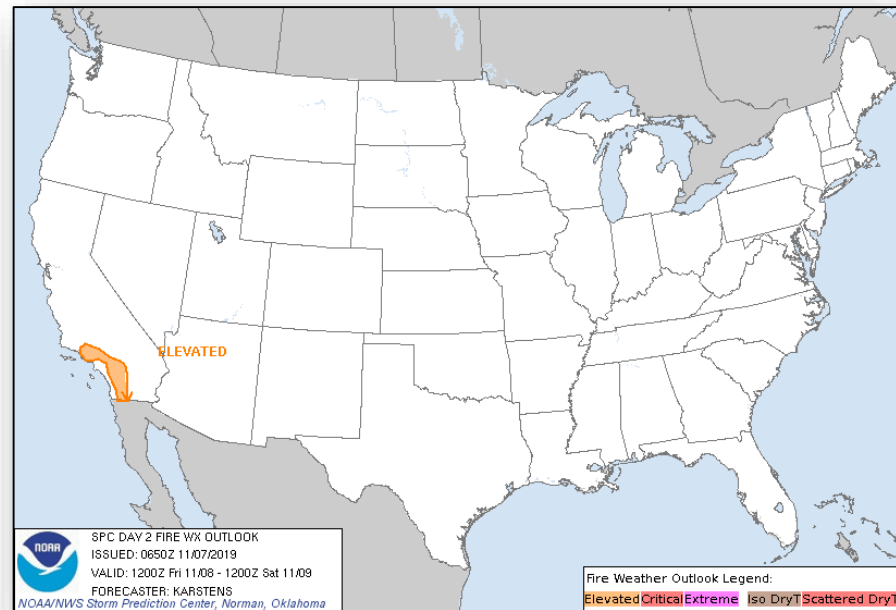 ELEVATED
NOAA
SPC DAY 2 FIRE WX OUTLOOK
ISSUED: 0650Z 11/07/2019
VALID: 1200Z Fri 11/08 - 1200Z Sat 11/09
FORECASTER: KARSTENS
NOAA/NWS Storm Prediction Center, Norman, Oklahoma
Fire Weather Outlook Legend:
Elevated Critical Extreme Iso DryT Scattered DryT